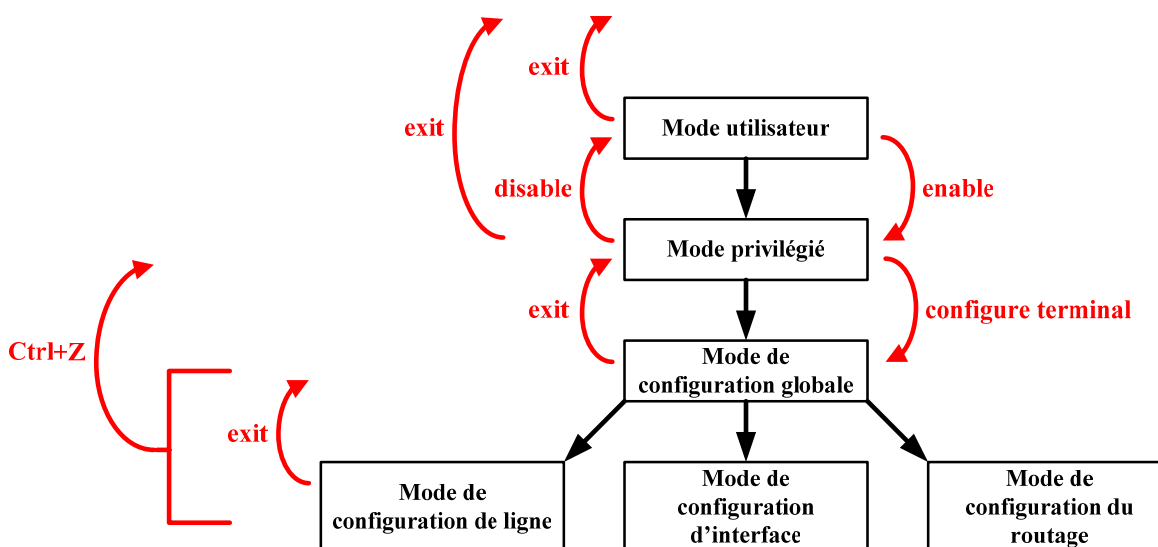 exit
Mode utilisateur
exit
disable
enable
Mode privilégié
exit
configure terminal
Ctrl+Z
Mode de
configuration globale
exit
Mode de
configuration de ligne
Mode de
configuration
d’interface
Mode de
configuration du
routage